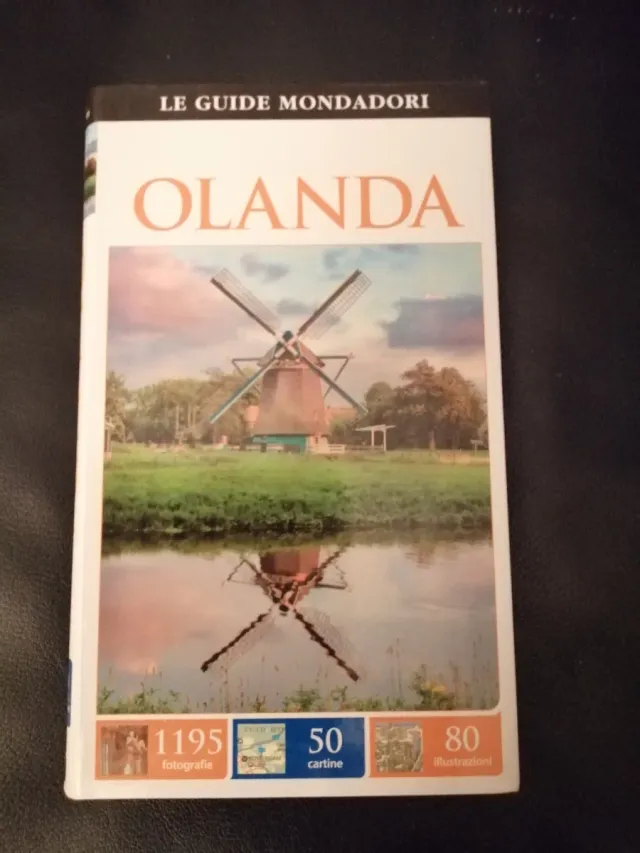 LE GUIDE MONDADORI
OLANDA
1195
fotografie
50
cartine
80
illustrazioni